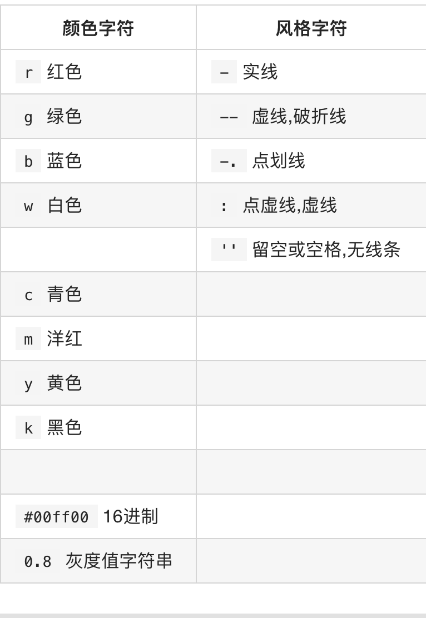 颜色字符 风格字符
r 红色 - 实线
g 绿色 -- 虚线,破折线
b 蓝色 -. 点划线
w 白色 : 点虚线,虚线
'' 留空或空格,无线条
c 青色
m 洋红
y 黄色
k 黑色
#00ff00 16进制
0.8 灰度值字符串